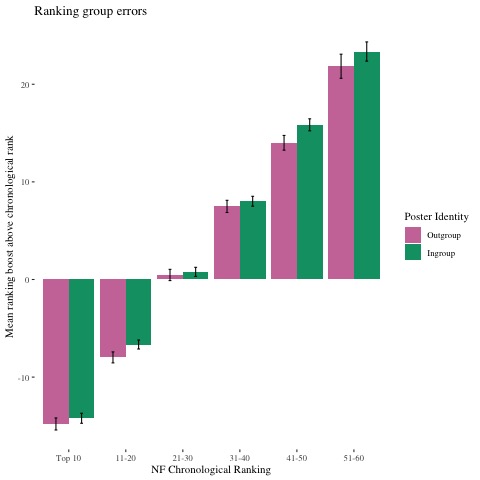 Ranking group errors
Mean ranking boost above chronological rank
20
10
0
-10
Top 10
11-20
21-30
31-40
41-50
51-60
NF Chronological Ranking
Poster Identity
Outgroup
Ingroup